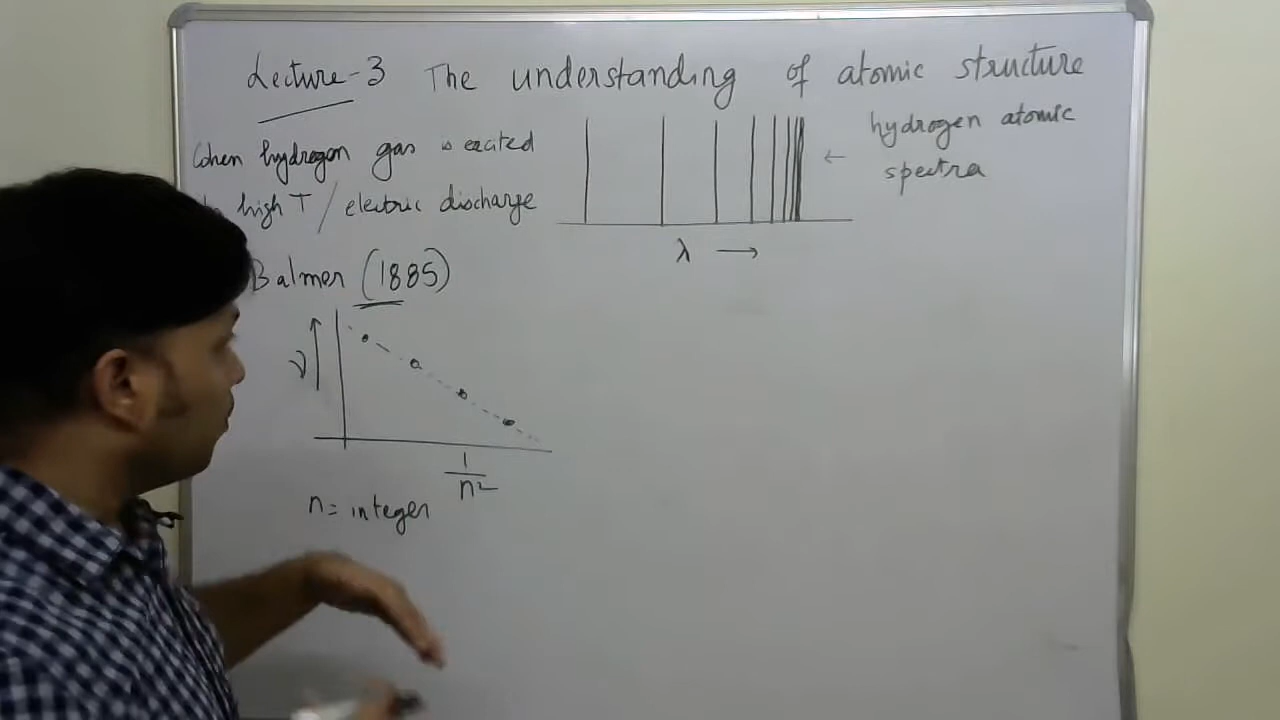 Lecture-3 The understanding of atomic structure
When hydrogen gas is excited
to high T / electric discharge
hydrogen atomic
spectra
λ →
Balmer (1885)
ν
1
n²
n = integer